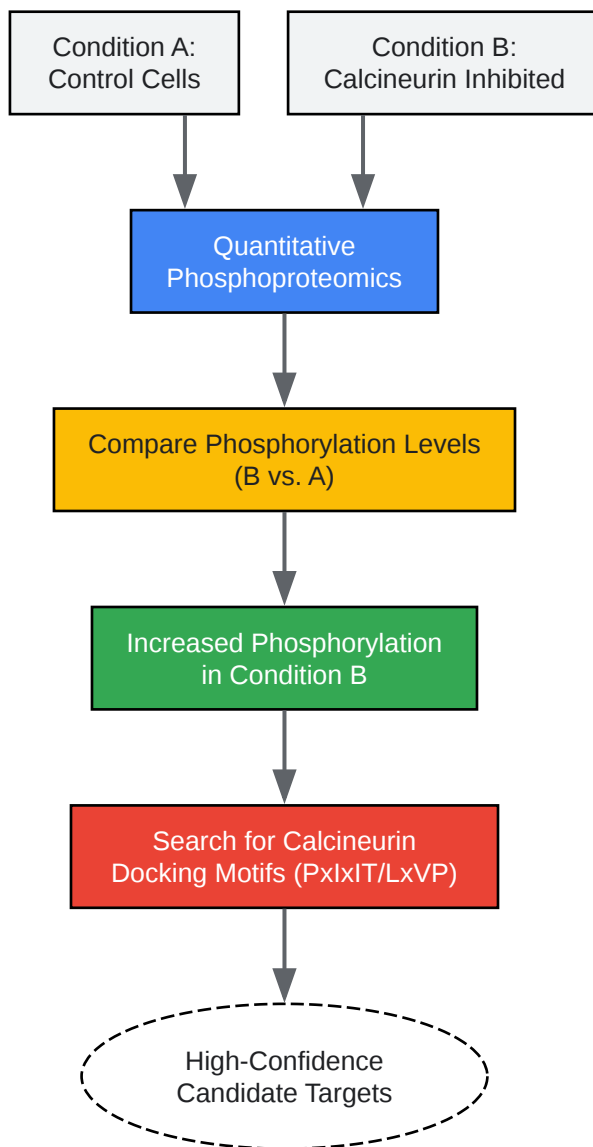 Condition A:
Control Cells
Condition B:
Calcineurin Inhibited
Quantitative
Phosphoproteomics
Compare Phosphorylation Levels
(B vs. A)
Increased Phosphorylation
in Condition B
Search for Calcineurin
Docking Motifs (PxIxIT/LxVP)
High-Confidence
Candidate Targets